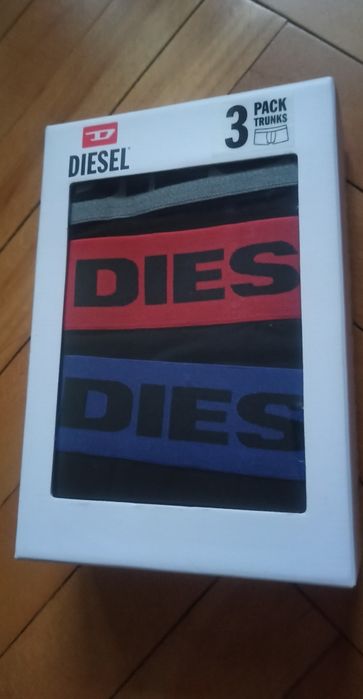 D
DIESEL
3 PACK
TRUNKS
DIES
DIES